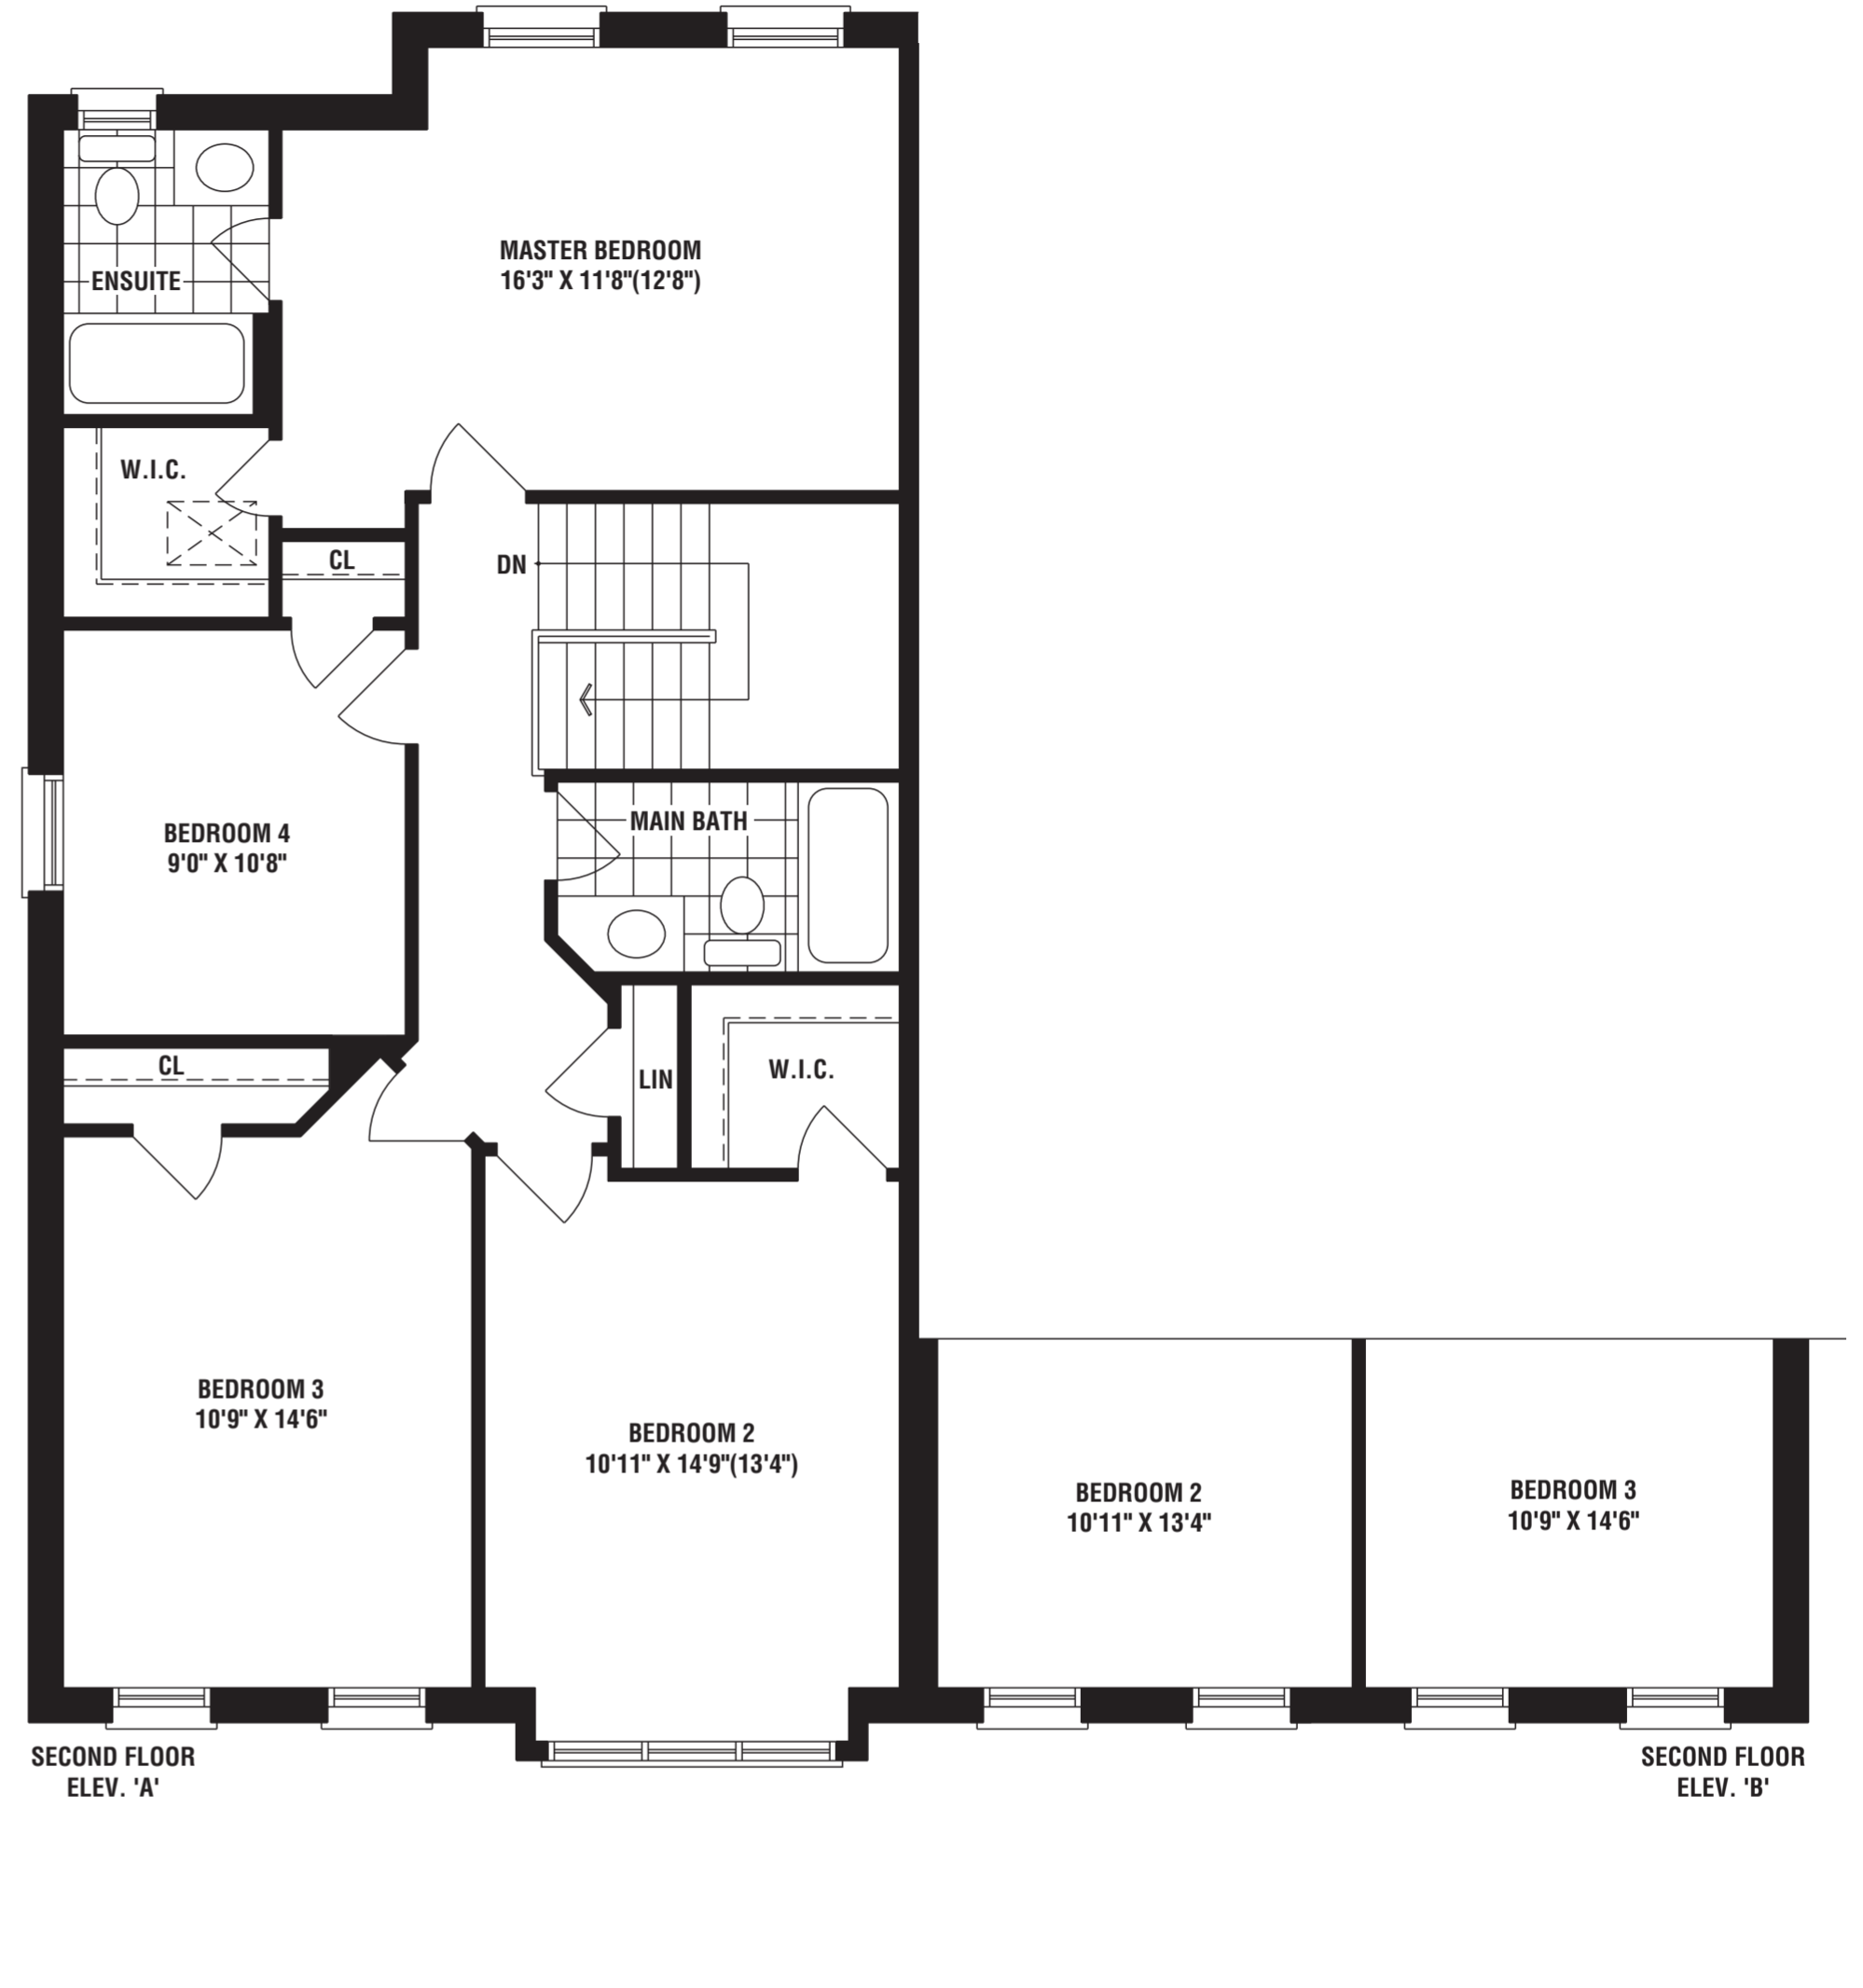 MASTER BEDROOM
16'3" X 11'8"(12'8")
ENSUITE
W.I.C.
CL
DN
MAIN BATH
BEDROOM 4
9'0" X 10'8"
CL
LIN
W.I.C.
BEDROOM 3
10'9" X 14'6"
BEDROOM 2
10'11" X 14'9"(13'4")
BEDROOM 2
10'11" X 13'4"
BEDROOM 3
10'9" X 14'6"
SECOND FLOOR
ELEV. 'A'
SECOND FLOOR
ELEV. 'B'